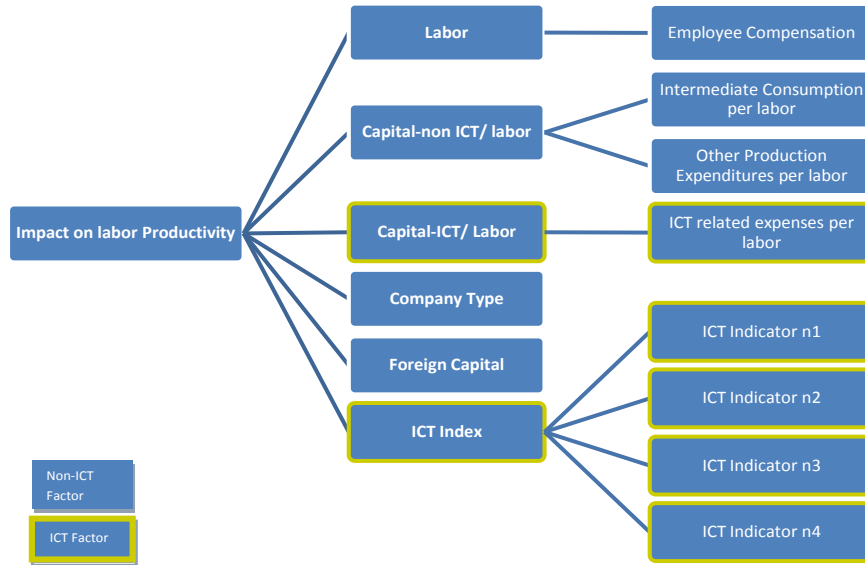 Labor
Employee Compensation
Intermediate Consumption
per labor
Capital-non ICT/ labor
Other Production
Expenditures per labor
Impact on labor Productivity
Capital-ICT/ Labor
ICT related expenses per
labor
Company Type
ICT Indicator n1
Foreign Capital
ICT Indicator n2
ICT Index
ICT Indicator n3
ICT Indicator n4
Non-ICT
Factor
ICT Factor